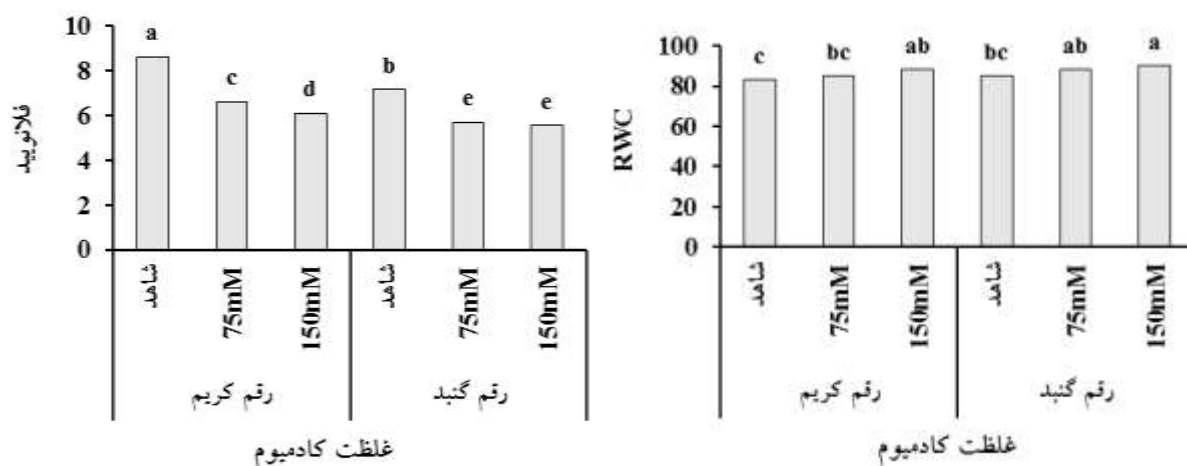 فلاونویید
10
8
6
4
2
0
a
c
d
b
e
e
شاهد
75mM
150mM
شاهد
75mM
150mM
رقم کریم
رقم گنبد
غلظت کادمیوم
RWC
100
80
60
40
20
0
c
bc
ab
bc
ab
a
شاهد
75mM
150mM
شاهد
75mM
150mM
رقم کریم
رقم گنبد
غلظت کادمیوم